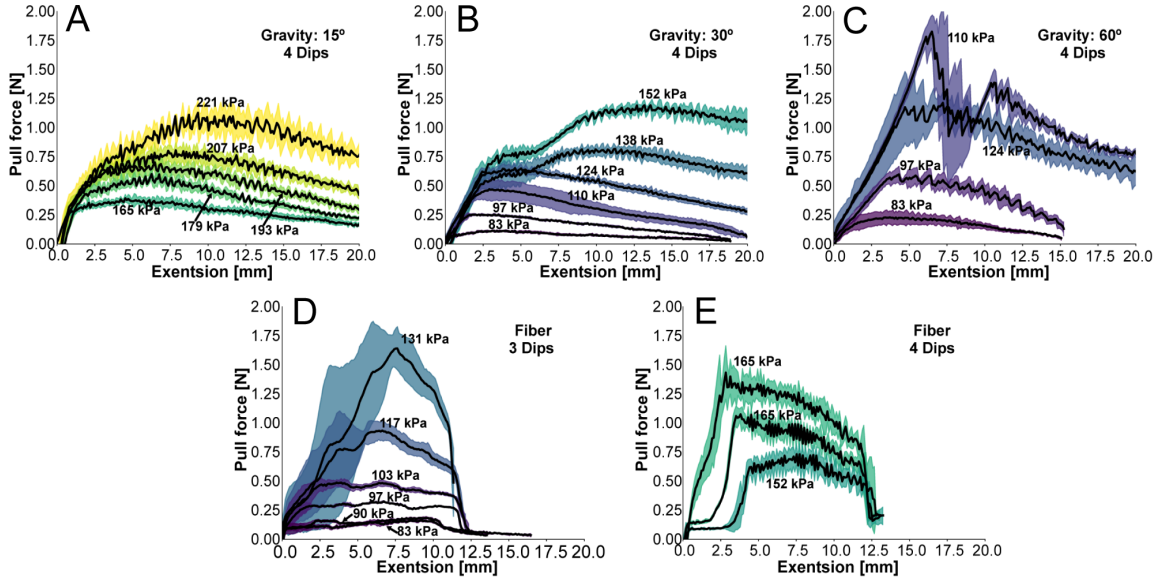 A
Gravity: 15º
4 Dips
Pull force [N]
2.00
1.75
1.50
1.25
1.00
0.75
0.50
0.25
0.00
221 kPa
207 kPa
165 kPa
179 kPa
193 kPa
0.0 2.5 5.0 7.5 10.0 12.5 15.0 17.5 20.0
Exentsion [mm]
B
Gravity: 30º
4 Dips
Pull force [N]
2.00
1.75
1.50
1.25
1.00
0.75
0.50
0.25
0.00
152 kPa
138 kPa
124 kPa
110 kPa
97 kPa
83 kPa
0.0 2.5 5.0 7.5 10.0 12.5 15.0 17.5 20.0
Exentsion [mm]
C
Gravity: 60º
4 Dips
Pull force [N]
2.00
1.75
1.50
1.25
1.00
0.75
0.50
0.25
0.00
110 kPa
124 kPa
97 kPa
83 kPa
0.0 2.5 5.0 7.5 10.0 12.5 15.0 17.5 20.0
Exentsion [mm]
D
Fiber
3 Dips
Pull force [N]
2.00
1.75
1.50
1.25
1.00
0.75
0.50
0.25
0.00
131 kPa
117 kPa
103 kPa
97 kPa
90 kPa
83 kPa
0.0 2.5 5.0 7.5 10.0 12.5 15.0 17.5 20.0
Exentsion [mm]
E
Fiber
4 Dips
Pull force [N]
2.00
1.75
1.50
1.25
1.00
0.75
0.50
0.25
0.00
165 kPa
165 kPa
152 kPa
0.0 2.5 5.0 7.5 10.0 12.5 15.0 17.5 20.0
Exentsion [mm]